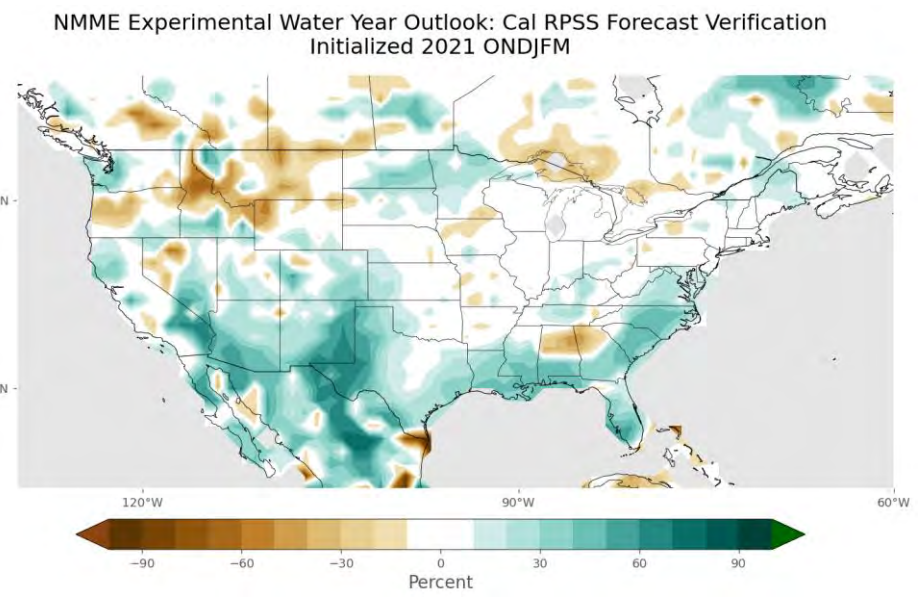 NMME Experimental Water Year Outlook: Cal RPSS Forecast Verification
Initialized 2021 ONDJFM
N
N
120°W 90°W 60°W
−90 −60 −30 0 30 60 90
Percent